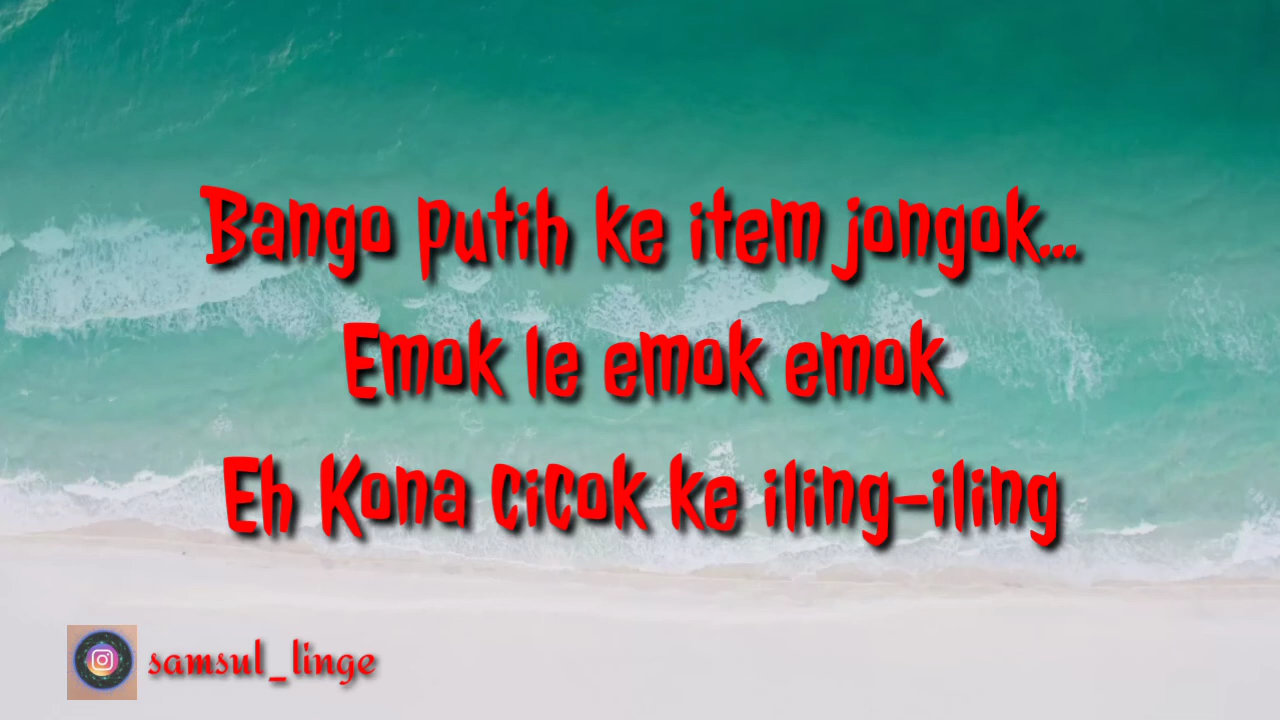 Bango putih ke item jongok...
Emok le emok emok
Eh Kona cicok ke iling-iling
samsul_linge